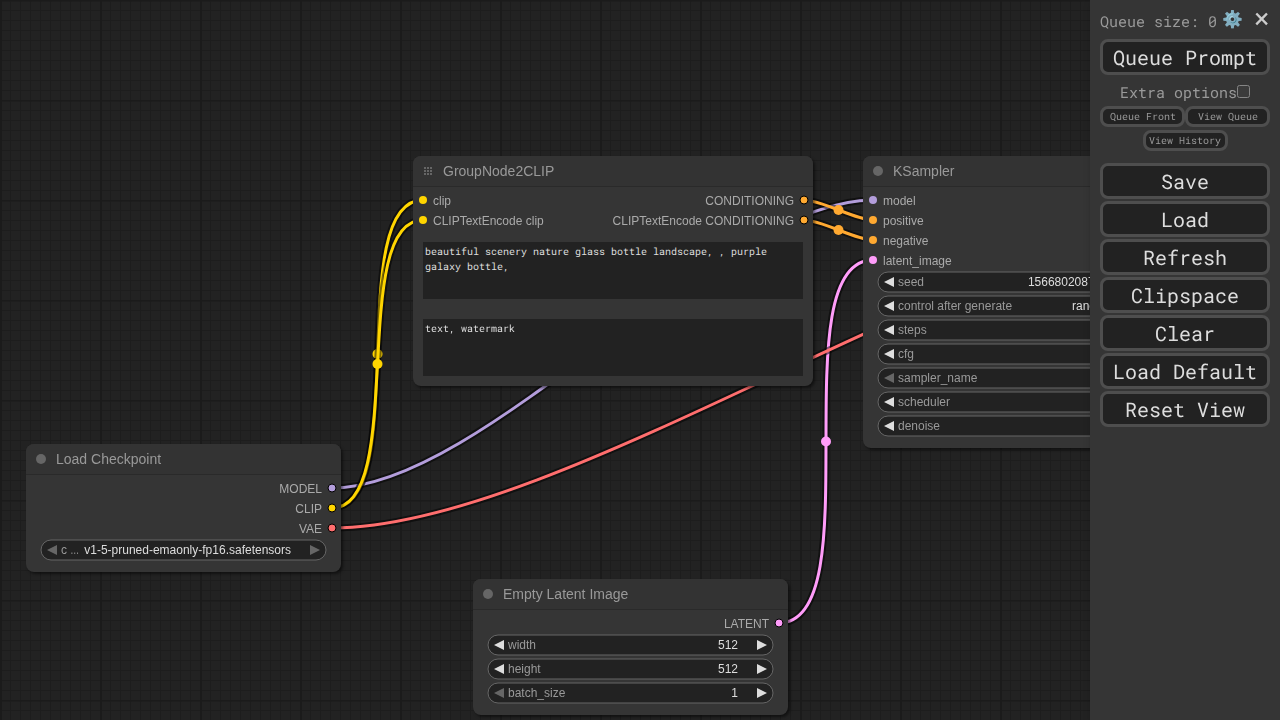 Queue size: 0
Queue Prompt
Extra options
Queue Front
View Queue
View History
Save
Load
Refresh
Clipspace
Clear
Load Default
Reset View
GroupNode2CLIP
clip
CONDITIONING
CLIPTextEncode clip
CLIPTextEncode CONDITIONING
beautiful scenery nature glass bottle landscape, , purple
galaxy bottle,
text, watermark
KSampler
model
positive
negative
latent_image
seed
1566802087
control after generate
ran
steps
cfg
sampler_name
scheduler
denoise
Load Checkpoint
MODEL
CLIP
VAE
c ... v1-5-pruned-emaonly-fp16.safetensors
Empty Latent Image
LATENT
width 512
height 512
batch_size 1